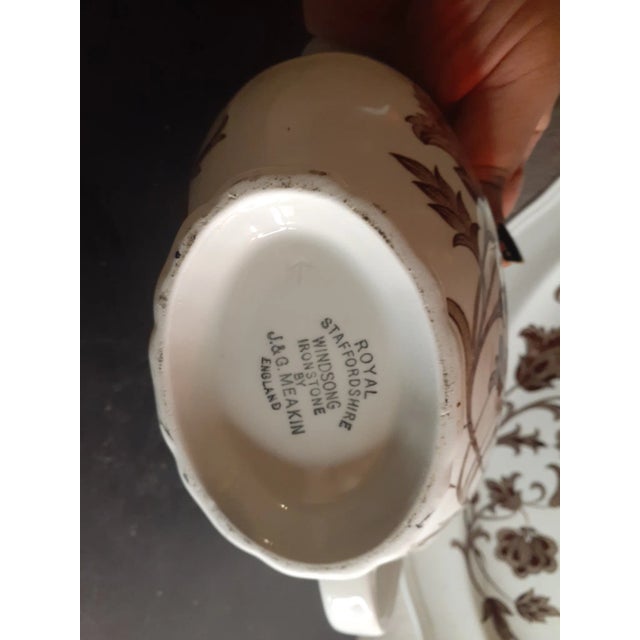 ROYAL
STAFFORDSHIRE
WINDSONG
IRONSTONE
BY
J.&G. MEAKIN
ENGLAND